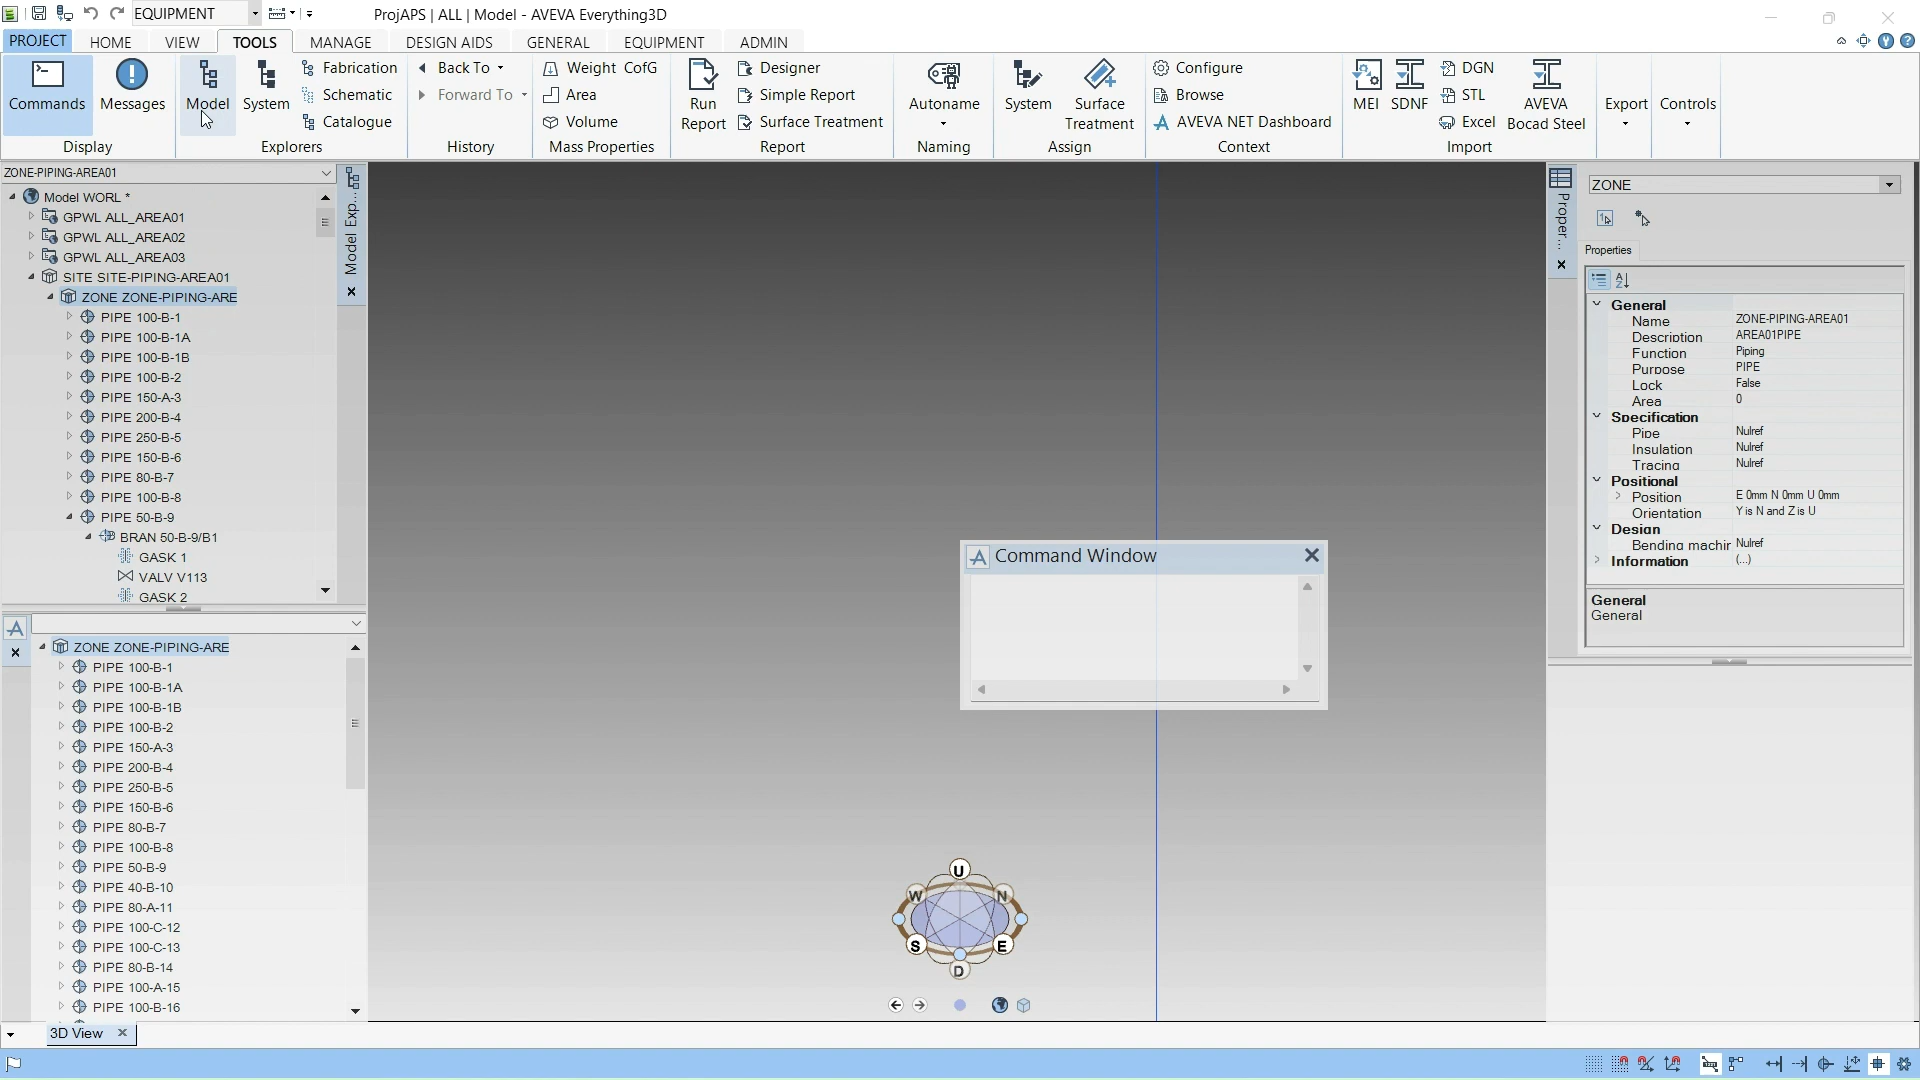 EQUIPMENT
ProjAPS | ALL | Model - AVEVA Everything3D
PROJECT HOME VIEW TOOLS MANAGE DESIGN AIDS GENERAL EQUIPMENT ADMIN
Commands
Messages
Display
Model
System
Fabrication
Schematic
Catalogue
Explorers
Back To
Forward To
History
Weight CofG
Area
Volume
Mass Properties
Run
Report
Designer
Simple Report
Surface Treatment
Report
Autoname
Naming
System
Surface
Treatment
Assign
Configure
Browse
AVEVA NET Dashboard
Context
MEI
SDNF
DGN
STL
Excel
AVEVA
Bocad Steel
Import
Export
Controls
ZONE-PIPING-AREA01
Model WORL *
GPWL ALL_AREA01
GPWL ALL_AREA02
GPWL ALL_AREA03
SITE SITE-PIPING-AREA01
ZONE ZONE-PIPING-ARE
PIPE 100-B-1
PIPE 100-B-1A
PIPE 100-B-1B
PIPE 100-B-2
PIPE 150-A-3
PIPE 200-B-4
PIPE 250-B-5
PIPE 150-B-6
PIPE 80-B-7
PIPE 100-B-8
PIPE 50-B-9
BRAN 50-B-9/B1
GASK 1
VALV V113
GASK 2
Model Exp...
ZONE ZONE-PIPING-ARE
PIPE 100-B-1
PIPE 100-B-1A
PIPE 100-B-1B
PIPE 100-B-2
PIPE 150-A-3
PIPE 200-B-4
PIPE 250-B-5
PIPE 150-B-6
PIPE 80-B-7
PIPE 100-B-8
PIPE 50-B-9
PIPE 40-B-10
PIPE 80-A-11
PIPE 100-C-12
PIPE 100-C-13
PIPE 80-B-14
PIPE 100-A-15
PIPE 100-B-16
3D View
Command Window
U
W N
S E
D
Proper...
ZONE
Properties
General
Name ZONE-PIPING-AREA01
Description AREA01PIPE
Function Piping
Purpose PIPE
Lock False
Area 0
Specification
Pipe Nulref
Insulation Nulref
Tracing Nulref
Positional
Position E 0mm N 0mm U 0mm
Orientation Y is N and Z is U
Design
Bending machir Nulref
Information (...)
General
General